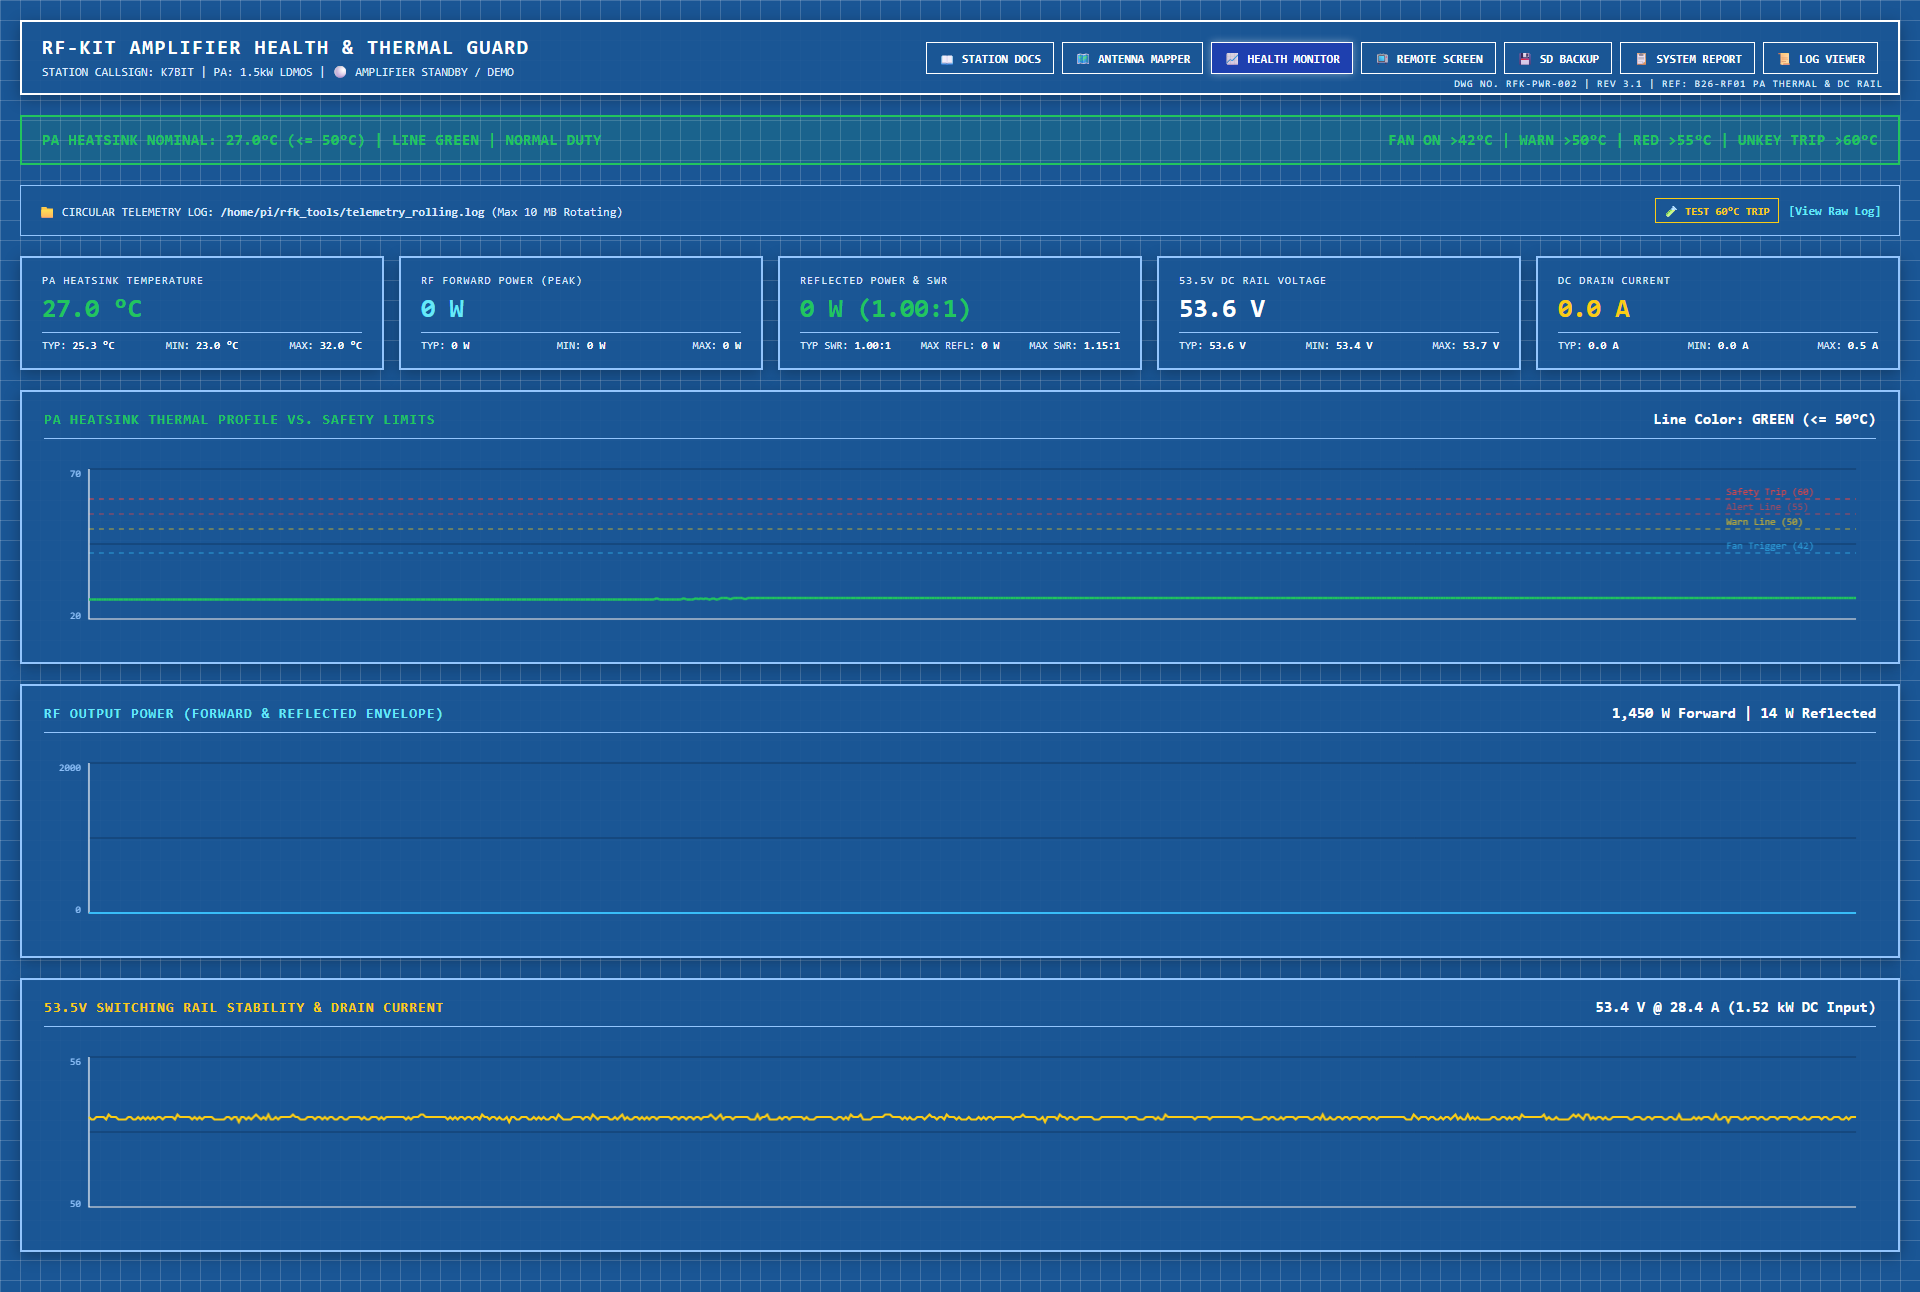 RF-KIT AMPLIFIER HEALTH & THERMAL GUARD
STATION CALLSIGN: K7BIT | PA: 1.5kW LDMOS | AMPLIFIER STANDBY / DEMO
STATION DOCS
ANTENNA MAPPER
HEALTH MONITOR
REMOTE SCREEN
SD BACKUP
SYSTEM REPORT
LOG VIEWER
DWG NO. RFK-PWR-002 | REV 3.1 | REF: B26-RF01 PA THERMAL & DC RAIL
PA HEATSINK NOMINAL: 27.0°C (<= 50°C) | LINE GREEN | NORMAL DUTY
FAN ON >42°C | WARN >50°C | RED >55°C | UNKEY TRIP >60°C
CIRCULAR TELEMETRY LOG: /home/pi/rfk_tools/telemetry_rolling.log (Max 10 MB Rotating)
TEST 60°C TRIP
[View Raw Log]
PA HEATSINK TEMPERATURE
27.0 °C
TYP: 25.3 °C MIN: 23.0 °C MAX: 32.0 °C
RF FORWARD POWER (PEAK)
0 W
TYP: 0 W MIN: 0 W MAX: 0 W
REFLECTED POWER & SWR
0 W (1.00:1)
TYP SWR: 1.00:1 MAX REFL: 0 W MAX SWR: 1.15:1
53.5V DC RAIL VOLTAGE
53.6 V
TYP: 53.6 V MIN: 53.4 V MAX: 53.7 V
DC DRAIN CURRENT
0.0 A
TYP: 0.0 A MIN: 0.0 A MAX: 0.5 A
PA HEATSINK THERMAL PROFILE VS. SAFETY LIMITS
Line Color: GREEN (<= 50°C)
70
Safety Trip (60)
Alert Line (55)
Warn Line (50)
Fan Trigger (42)
20
RF OUTPUT POWER (FORWARD & REFLECTED ENVELOPE)
1,450 W Forward | 14 W Reflected
2000
0
53.5V SWITCHING RAIL STABILITY & DRAIN CURRENT
53.4 V @ 28.4 A (1.52 kW DC Input)
56
50